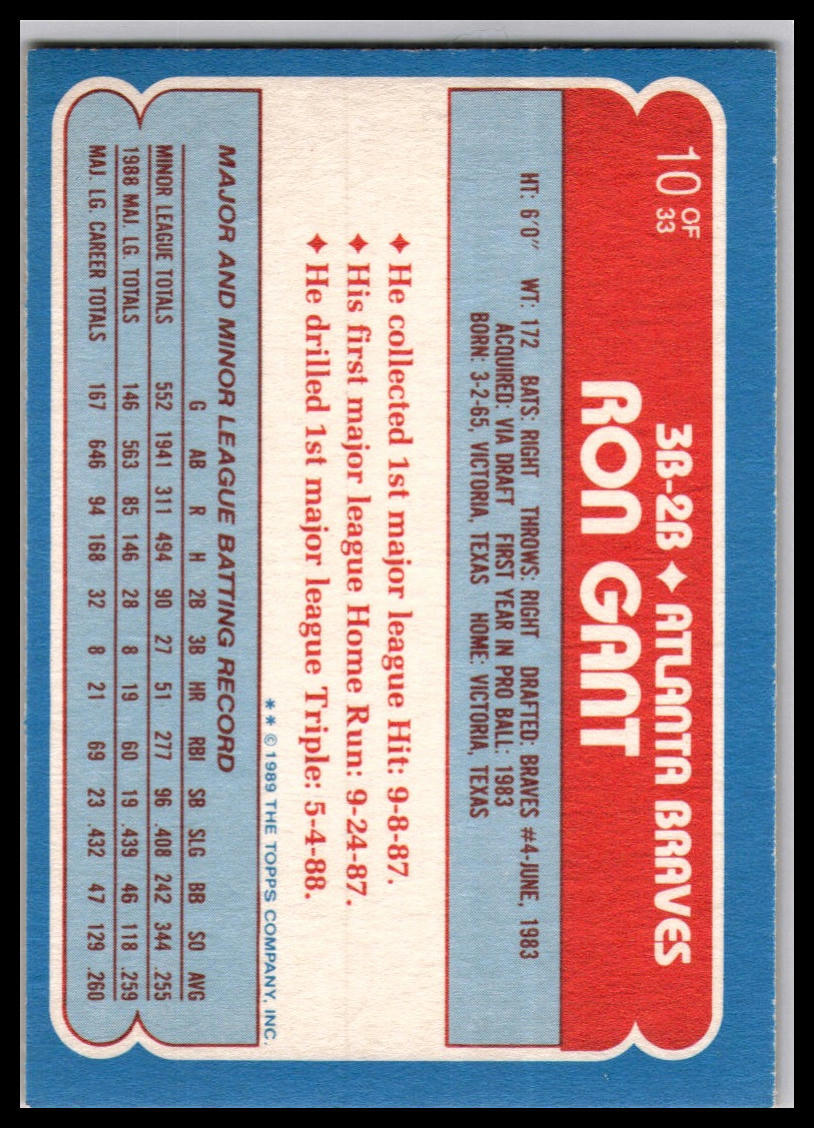 10 OF 33
3B-2B ✦ ATLANTA BRAVES
RON GANT
HT: 6'0" WT: 172 BATS: RIGHT THROWS: RIGHT DRAFTED: BRAVES #4-JUNE, 1983
ACQUIRED: VIA DRAFT FIRST YEAR IN PRO BALL: 1983
BORN: 3-2-65, VICTORIA, TEXAS HOME: VICTORIA, TEXAS
✦ He collected 1st major league Hit: 9-8-87.
✦ His first major league Home Run: 9-24-87.
✦ He drilled 1st major league Triple: 5-4-88.
** © 1989 THE TOPPS COMPANY, INC.
MAJOR AND MINOR LEAGUE BATTING RECORD
G AB R H 2B 3B HR RBI SB SLG BB SO AVG
MINOR LEAGUE TOTALS 552 1941 311 494 90 27 51 277 96 .408 242 344 .255
1988 MAJ. LG. TOTALS 146 563 85 146 28 8 19 60 19 .439 46 118 .259
MAJ. LG. CAREER TOTALS 167 646 94 168 32 8 21 69 23 .432 47 129 .260